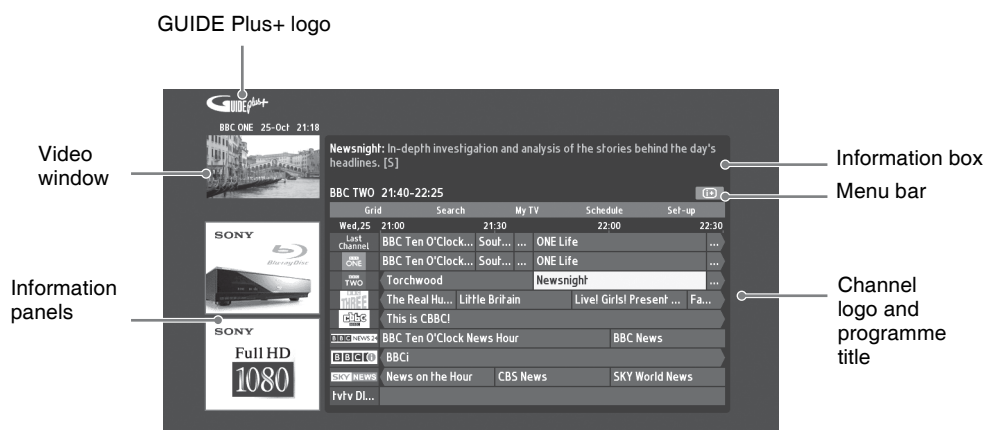 GUIDE Plus+ logo
GUIDE plus+
BBC ONE 25-Oct 21:18
Video
window
Newsnight: In-depth investigation and analysis of the stories behind the day's
headlines. [S]
Information box
BBC TWO 21:40-22:25
i+
Menu bar
Grid Search My TV Schedule Set-up
Wed,25 21:00 21:30 22:00 22:30
Last
Channel
BBC Ten O'Clock... Sout... ... ONE Life ...
BBC
ONE
BBC Ten O'Clock... Sout... ... ONE Life ...
BBC
TWO
Torchwood Newsnight ...
THREE
The Real Hu... Little Britain Live! Girls! Present ... Fa...
CBBC
This is CBBC!
BBC NEWS 24 BBC Ten O'Clock News Hour BBC News
BBC i BBCi
SKY NEWS News on the Hour CBS News SKY World News
tvtv DI...
SONY
Blu-ray Disc
Information
panels
SONY
Full HD
1080
Channel
logo and
programme
title